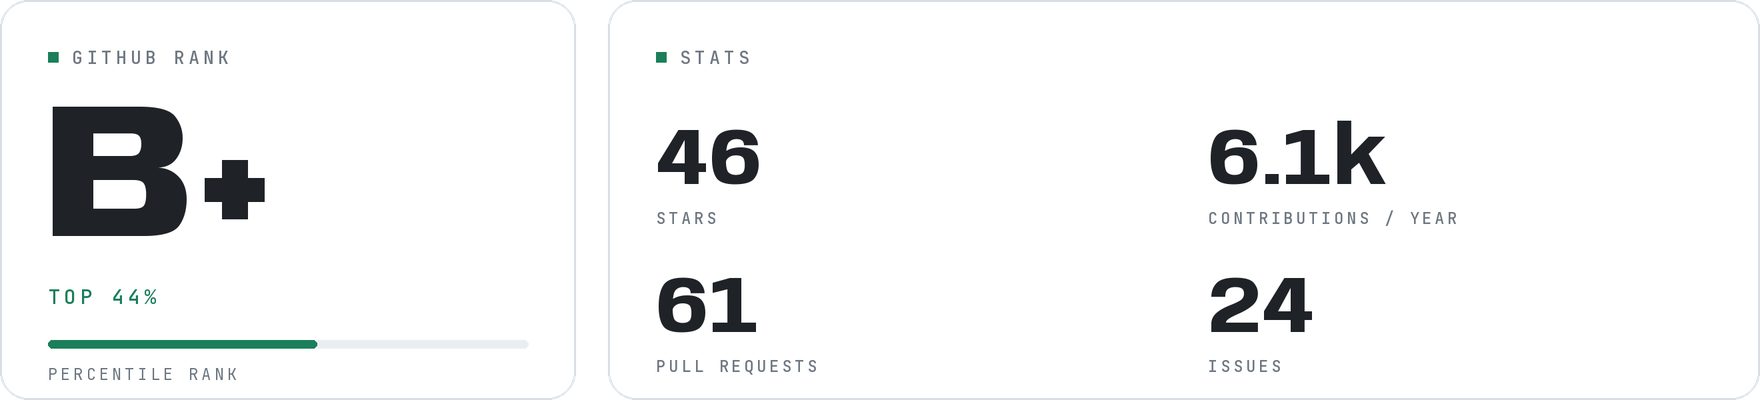 GITHUB RANK
B+
TOP 44%
PERCENTILE RANK
STATS
46
STARS
6.1k
CONTRIBUTIONS / YEAR
61
PULL REQUESTS
24
ISSUES